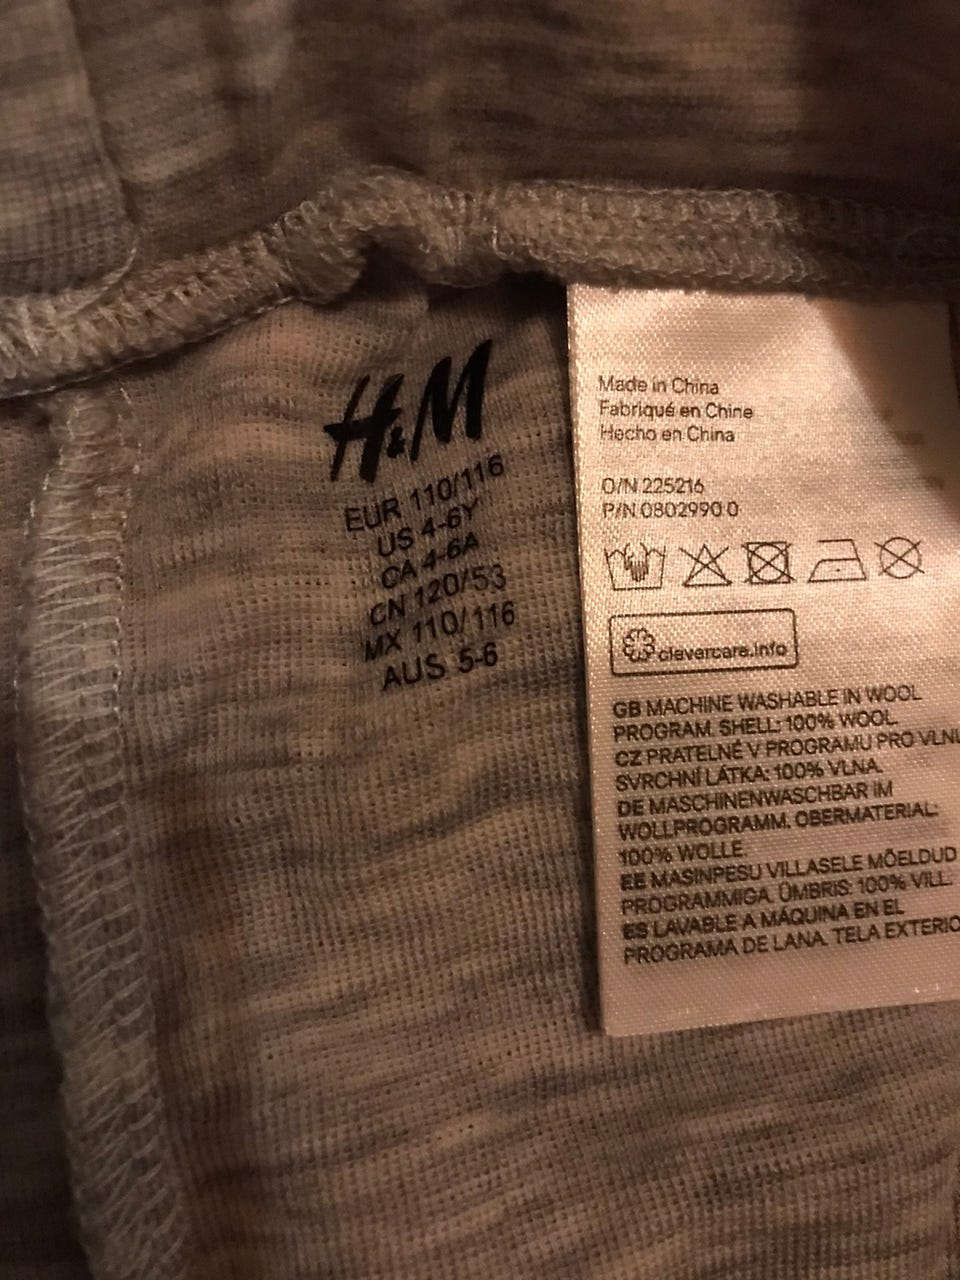 H&M
EUR 110/116
US 4-6Y
CA 4-6A
CN 120/53
MX 110/116
AUS 5-6
Made in China
Fabriqué en Chine
Hecho en China
O/N 225216
P/N 0802990 0
clevercare.info
GB MACHINE WASHABLE IN WOOL
PROGRAM. SHELL: 100% WOOL.
CZ PRATELNÉ V PROGRAMU PRO VLNU
SVRCHNÍ LÁTKA: 100% VLNA.
DE MASCHINENWASCHBAR IM
WOLLPROGRAMM. OBERMATERIAL:
100% WOLLE.
EE MASINPESU VILLASELE MÕELDUD
PROGRAMMIGA. ÜMBRIS: 100% VILL.
ES LAVABLE A MÁQUINA EN EL
PROGRAMA DE LANA. TELA EXTERIO